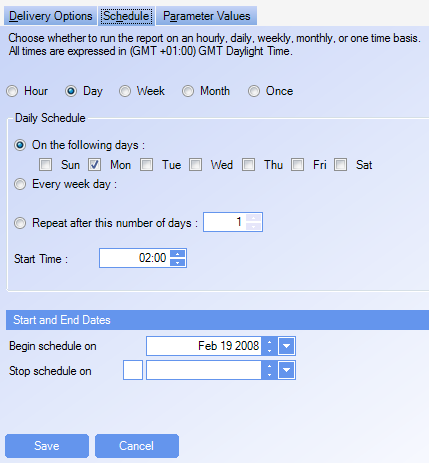 Delivery Options Schedule Parameter Values
Choose whether to run the report on an hourly, daily, weekly, monthly, or one time basis.
All times are expressed in (GMT +01:00) GMT Daylight Time.
Hour Day Week Month Once
Daily Schedule
On the following days :
Sun Mon Tue Wed Thu Fri Sat
Every week day :
Repeat after this number of days : 1
Start Time : 02:00
Start and End Dates
Begin schedule on Feb 19 2008
Stop schedule on
Save Cancel